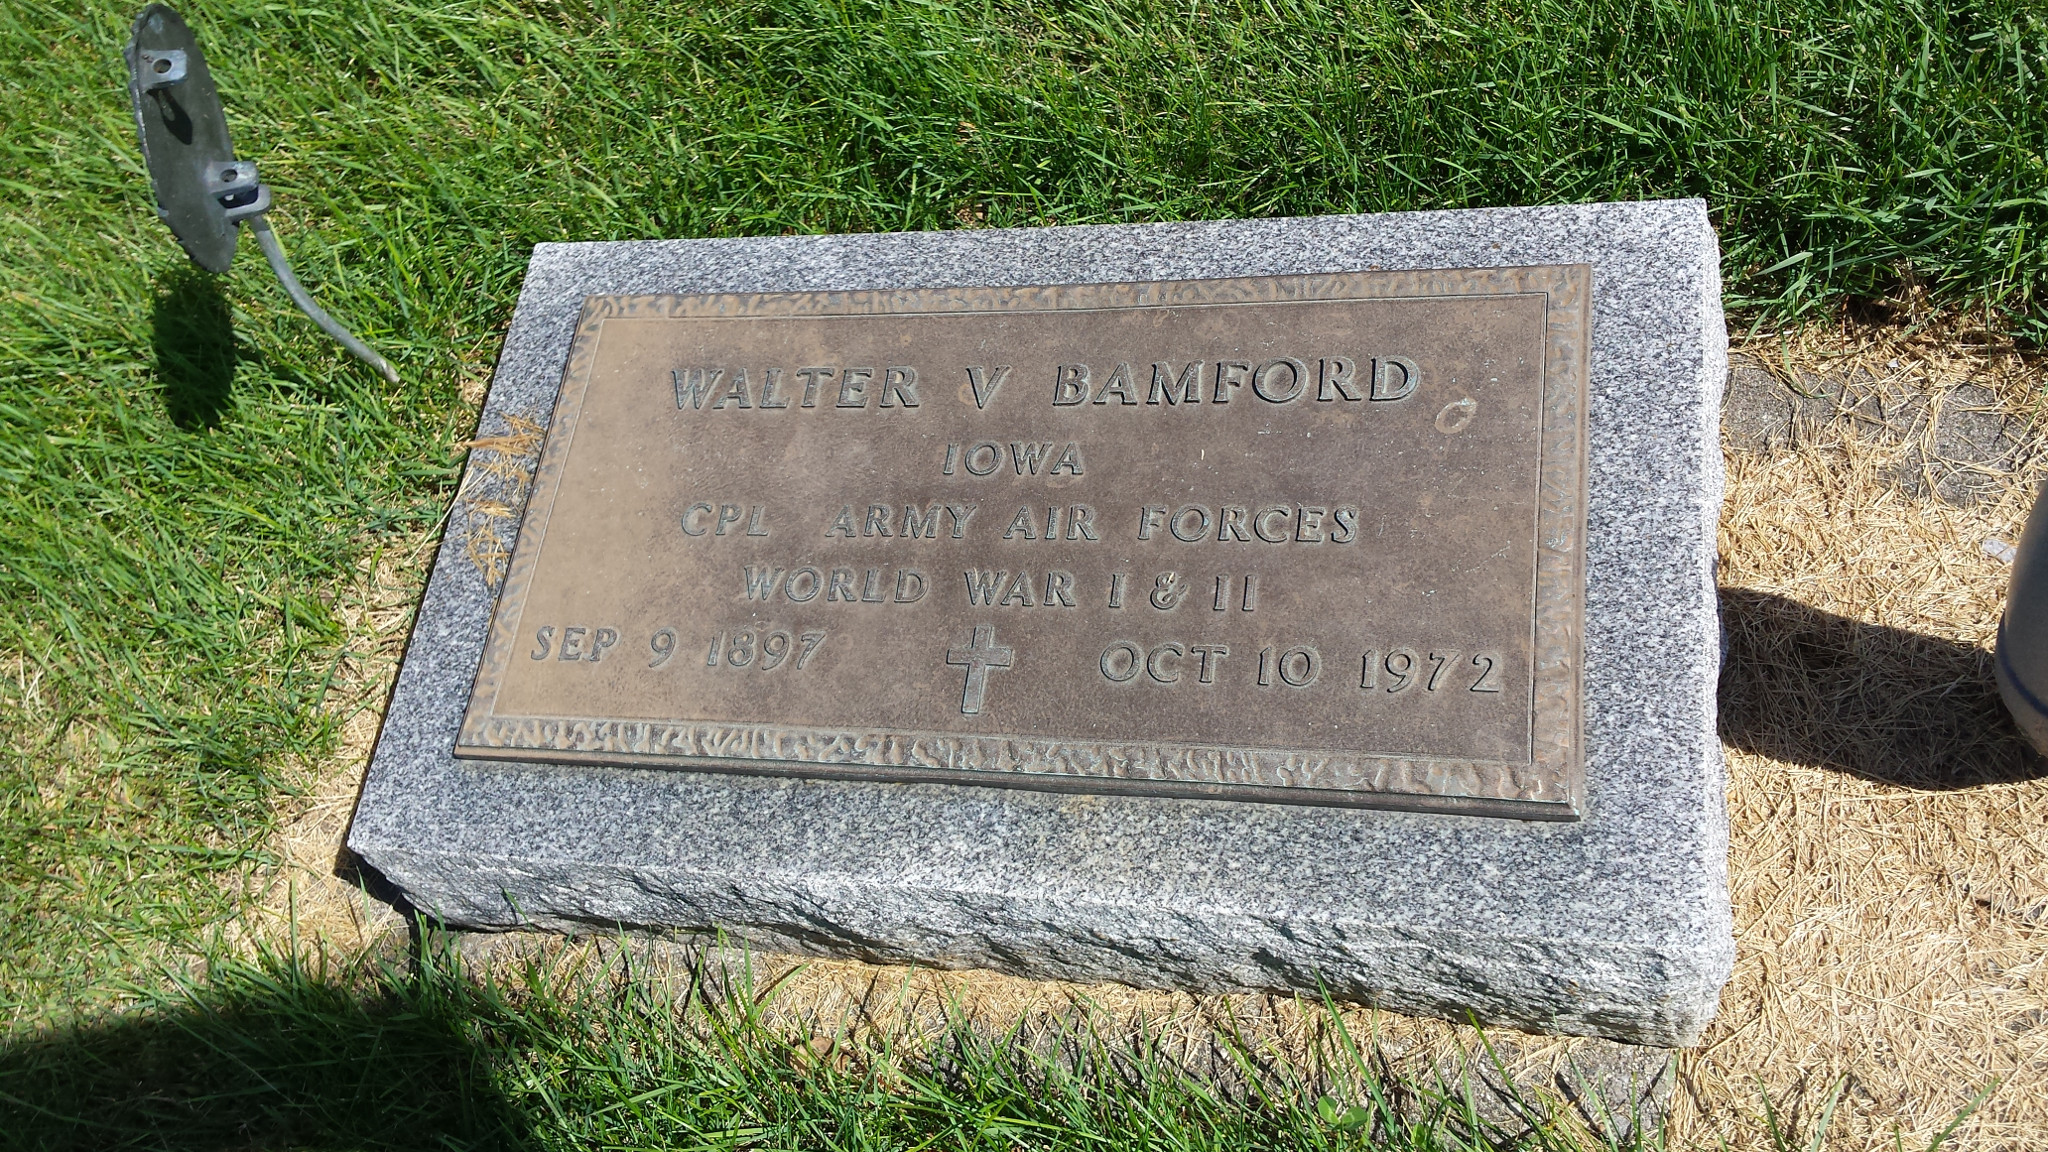 WALTER V BAMFORD
IOWA
CPL ARMY AIR FORCES
WORLD WAR I & II
SEP 9 1897 OCT 10 1972